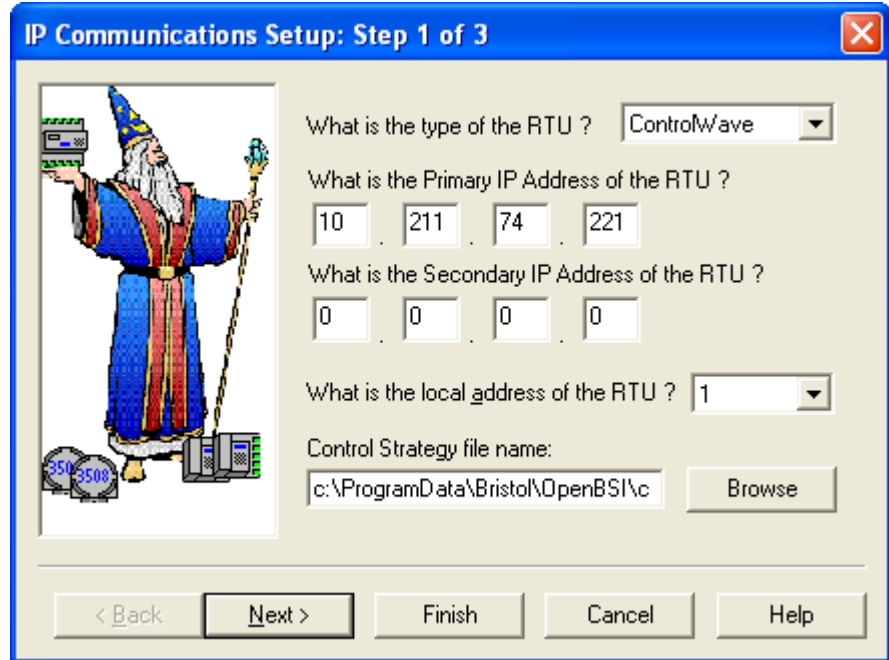 IP Communications Setup: Step 1 of 3
What is the type of the RTU ? ControlWave
What is the Primary IP Address of the RTU ?
10 . 211 . 74 . 221
What is the Secondary IP Address of the RTU ?
0 . 0 . 0 . 0
What is the local address of the RTU ? 1
Control Strategy file name:
c:\ProgramData\Bristol\OpenBSI\c Browse
350 3508
< Back Next > Finish Cancel Help